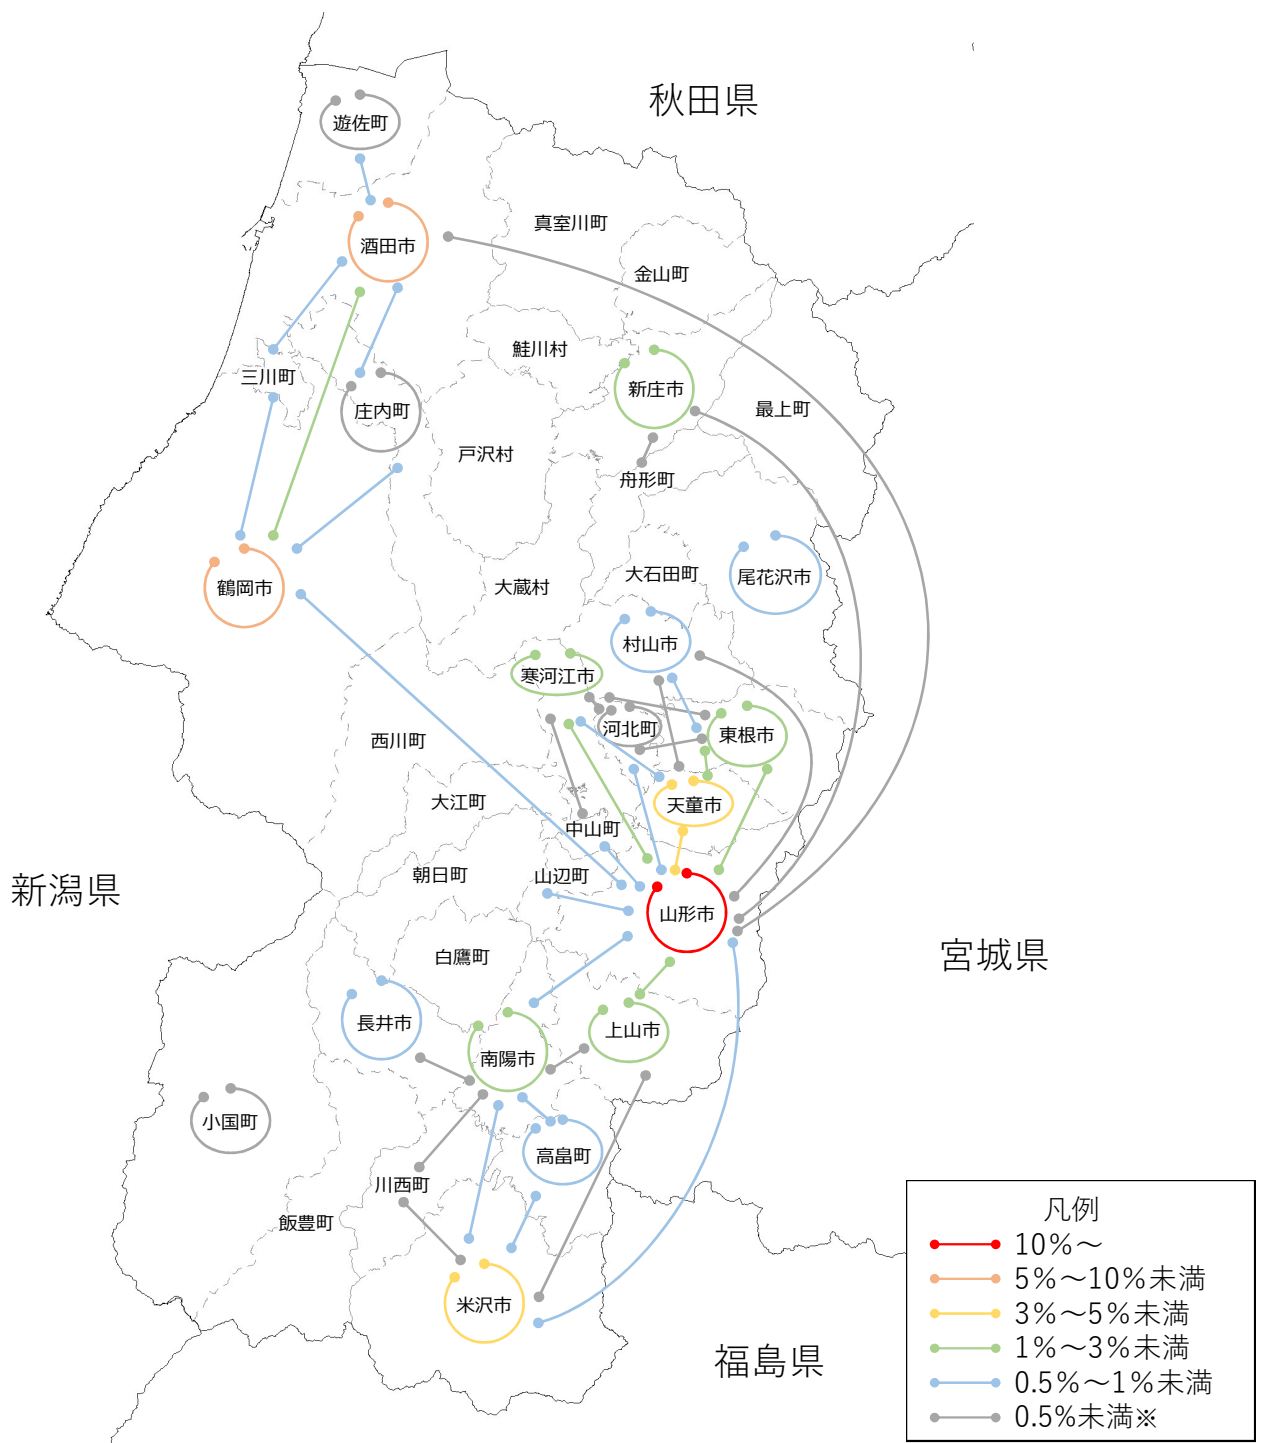 秋田県
遊佐町
真室川町
酒田市
金山町
鮭川村
三川町
新庄市
庄内町
最上町
戸沢村
舟形町
大石田町
尾花沢市
鶴岡市
大蔵村
村山市
寒河江市
河北町
東根市
西川町
大江町
天童市
中山町
朝日町
山辺町
新潟県
山形市
白鷹町
宮城県
長井市
上山市
南陽市
小国町
高畠町
川西町
飯豊町
米沢市
福島県
凡例
10%～
5%～10%未満
3%～5%未満
1%～3%未満
0.5%～1%未満
0.5%未満※